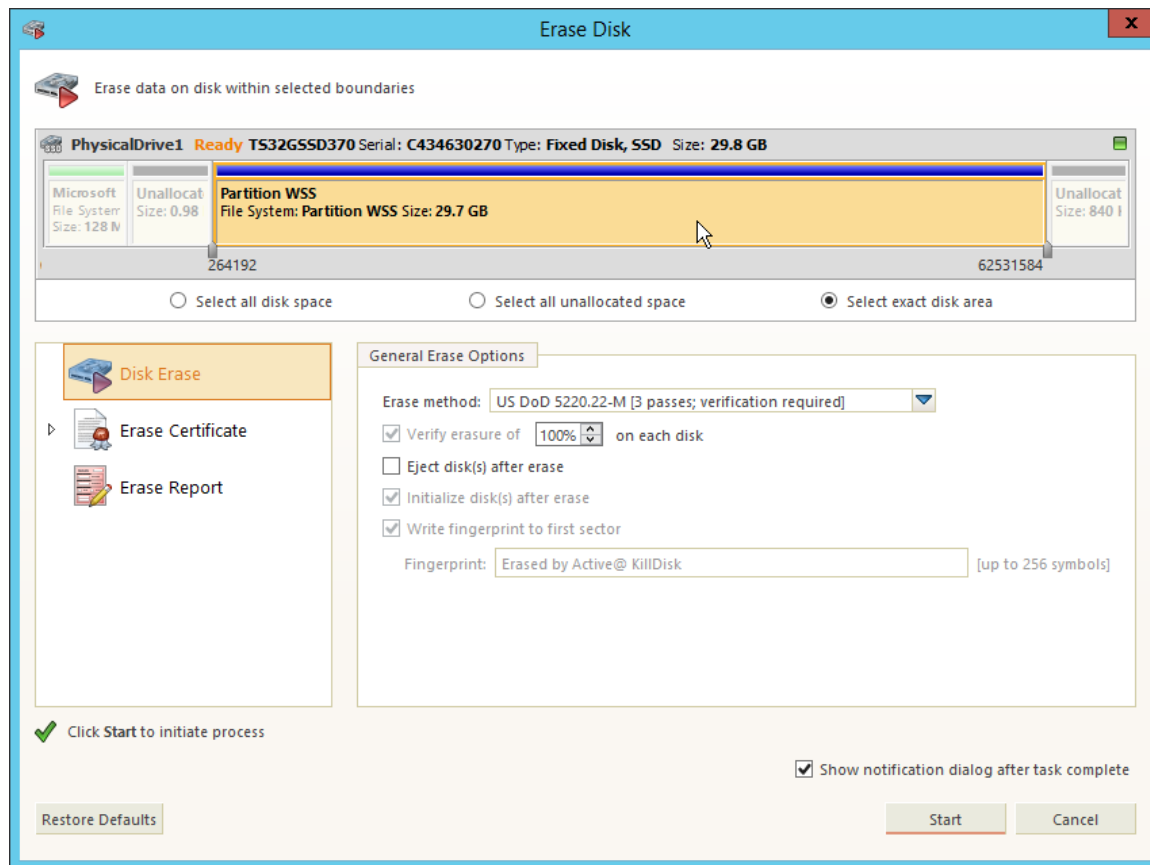 Erase Disk
x
Erase data on disk within selected boundaries
PhysicalDrive1 Ready TS32GSSD370 Serial: C434630270 Type: Fixed Disk, SSD Size: 29.8 GB
Microsoft
File System
Size: 128 M
Unallocat
Size: 0.98
Partition WSS
File System: Partition WSS Size: 29.7 GB
Unallocat
Size: 840
264192
62531584
Select all disk space
Select all unallocated space
Select exact disk area
Disk Erase
Erase Certificate
Erase Report
General Erase Options
Erase method: US DoD 5220.22-M [3 passes; verification required]
Verify erasure of 100% on each disk
Eject disk(s) after erase
Initialize disk(s) after erase
Write fingerprint to first sector
Fingerprint: Erased by Active@ KillDisk [up to 256 symbols]
Click Start to initiate process
Show notification dialog after task complete
Restore Defaults
Start
Cancel